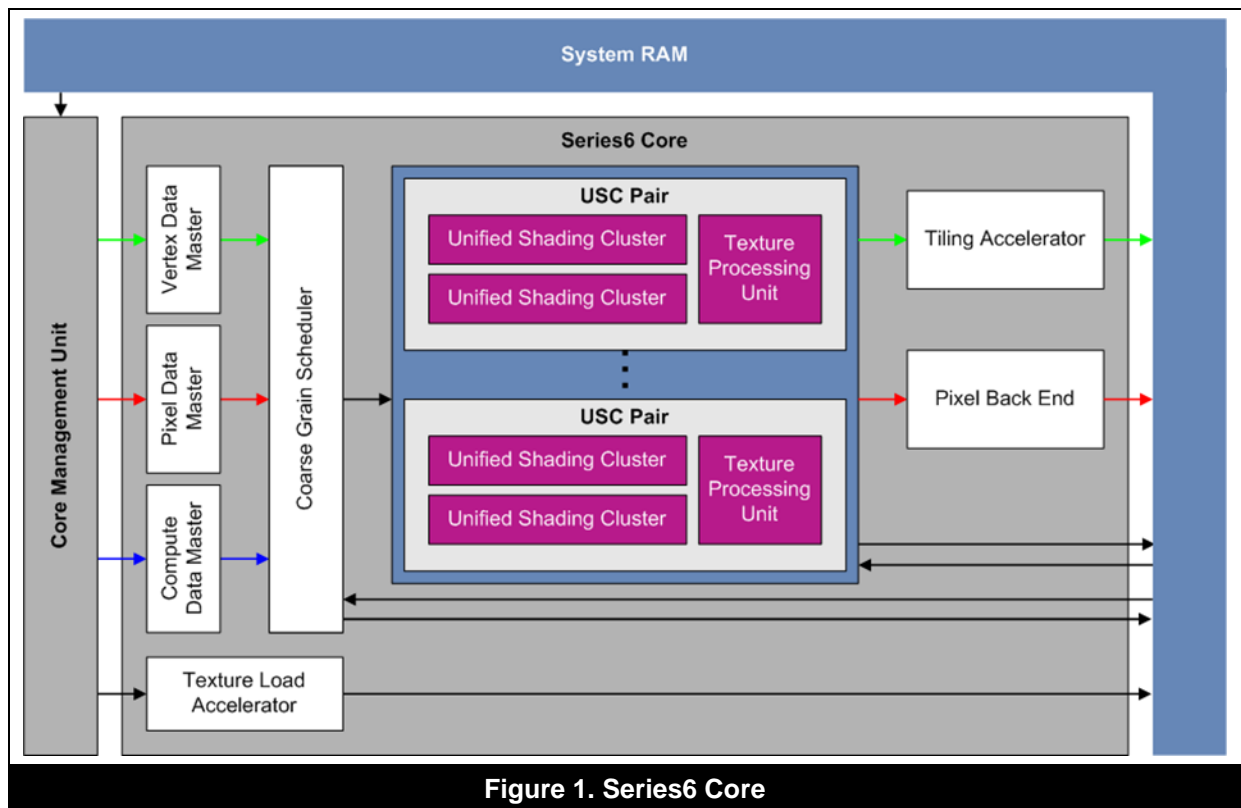 System RAM
Core Management Unit
Series6 Core
Vertex Data
Master
Pixel Data
Master
Compute
Data Master
Coarse Grain Scheduler
USC Pair
Unified Shading Cluster
Unified Shading Cluster
Texture
Processing
Unit
USC Pair
Unified Shading Cluster
Unified Shading Cluster
Texture
Processing
Unit
Tiling Accelerator
Pixel Back End
Texture Load
Accelerator
Figure 1. Series6 Core